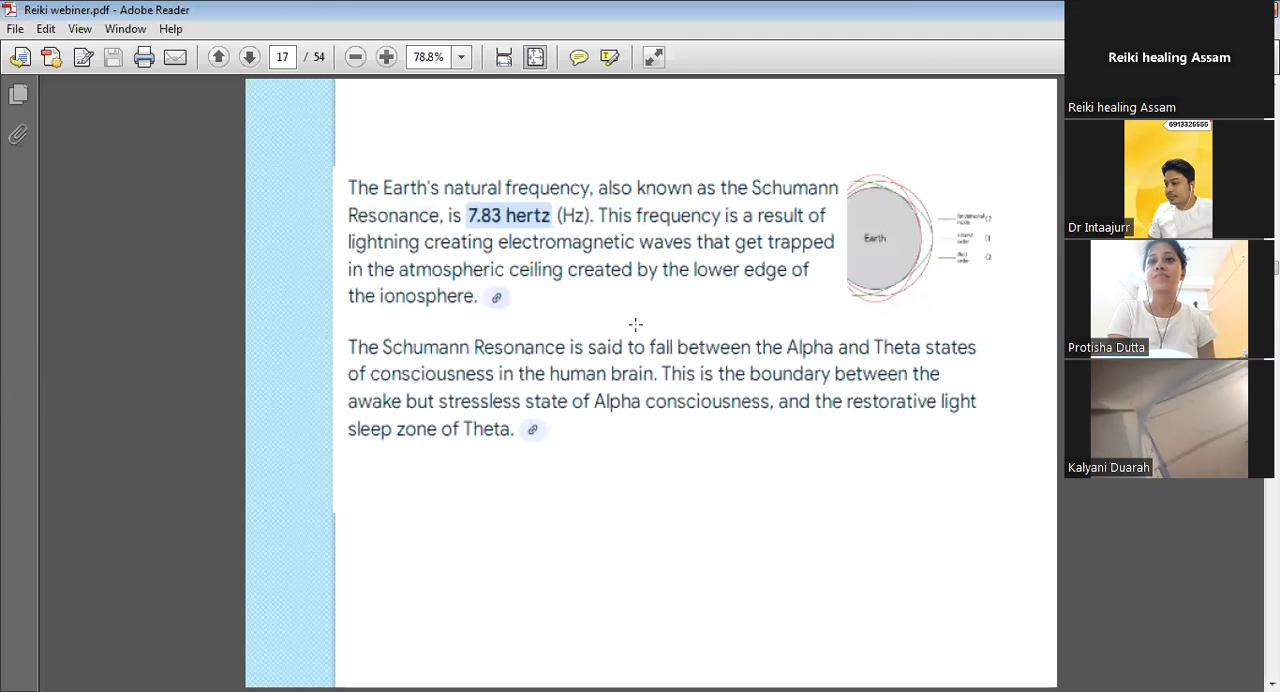 Reiki webiner.pdf - Adobe Reader
File Edit View Window Help
17 / 54 78.8%
The Earth's natural frequency, also known as the Schumann
Resonance, is 7.83 hertz (Hz). This frequency is a result of
lightning creating electromagnetic waves that get trapped
in the atmospheric ceiling created by the lower edge of
the ionosphere.
Earth
The Schumann Resonance is said to fall between the Alpha and Theta states
of consciousness in the human brain. This is the boundary between the
awake but stressless state of Alpha consciousness, and the restorative light
sleep zone of Theta.
Reiki healing Assam
Reiki healing Assam
6913326555
Dr Intaajurr
Protisha Dutta
Kalyani Duarah